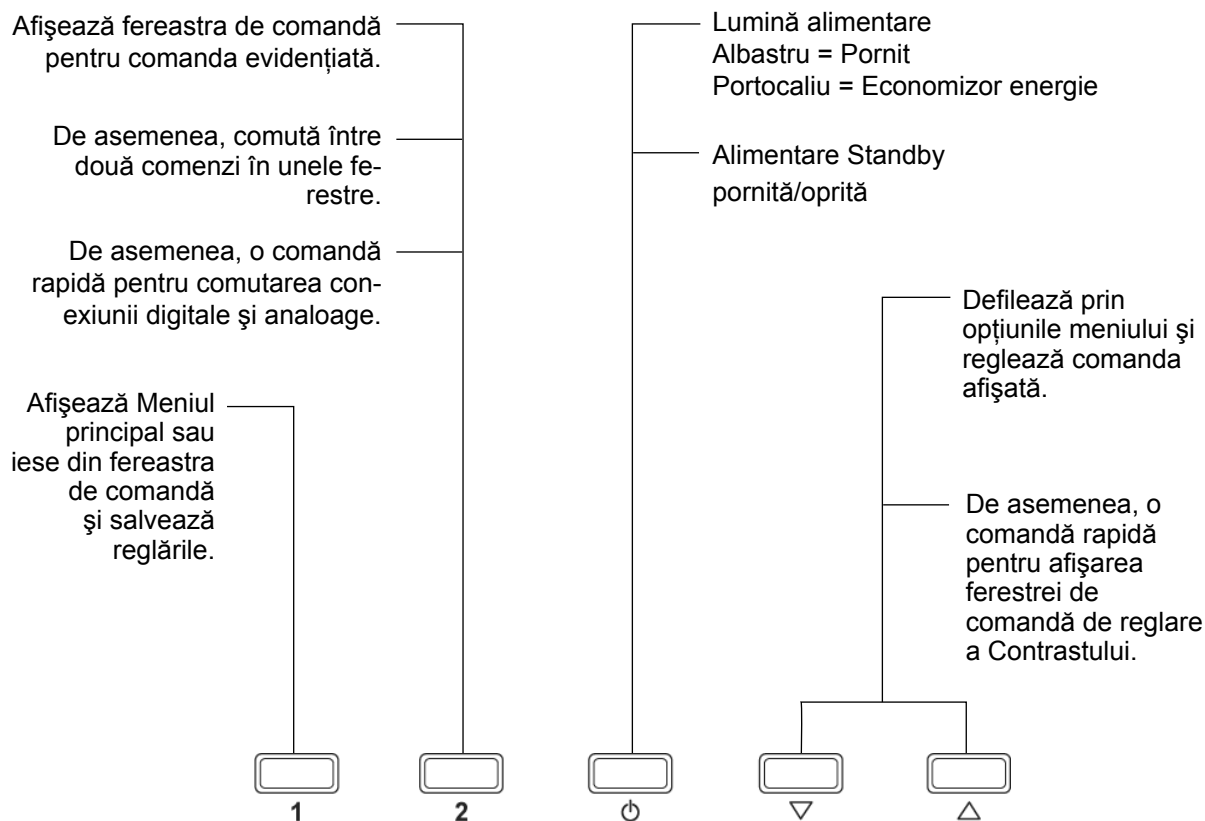 Afişează fereastra de comandă
pentru comanda evidenţiată.
De asemenea, comută între
două comenzi în unele fe-
restre.
De asemenea, o comandă
rapidă pentru comutarea con-
exiunii digitale şi analoage.
Afişează Meniul
principal sau
iese din fereastra
de comandă
şi salvează
reglările.
Lumină alimentare
Albastru = Pornit
Portocaliu = Economizor energie
Alimentare Standby
pornită/oprită
Defilează prin
opţiunile meniului şi
reglează comanda
afişată.
De asemenea, o
comandă rapidă
pentru afişarea
ferestrei de
comandă de reglare
a Contrastului.
1 2